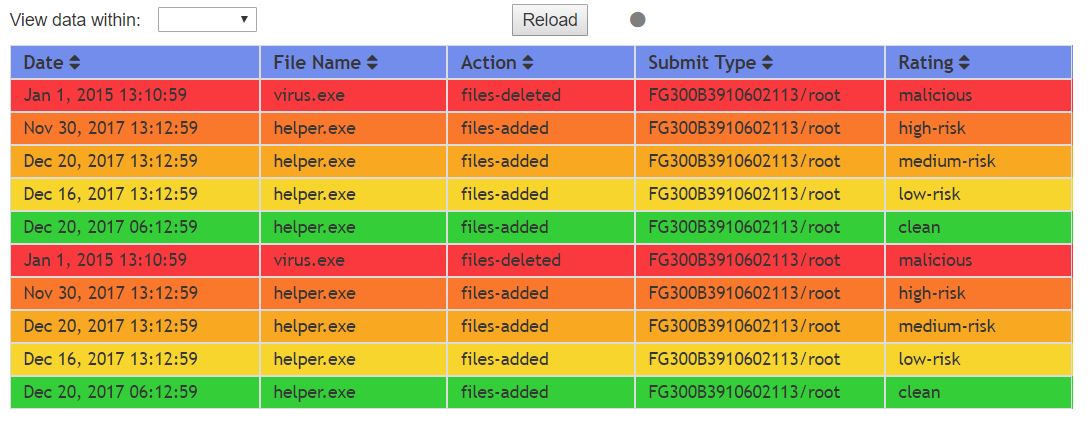 View data within: Reload
Date File Name Action Submit Type Rating
Jan 1, 2015 13:10:59 virus.exe files-deleted FG300B3910602113/root malicious
Nov 30, 2017 13:12:59 helper.exe files-added FG300B3910602113/root high-risk
Dec 20, 2017 13:12:59 helper.exe files-added FG300B3910602113/root medium-risk
Dec 16, 2017 13:12:59 helper.exe files-added FG300B3910602113/root low-risk
Dec 20, 2017 06:12:59 helper.exe files-added FG300B3910602113/root clean
Jan 1, 2015 13:10:59 virus.exe files-deleted FG300B3910602113/root malicious
Nov 30, 2017 13:12:59 helper.exe files-added FG300B3910602113/root high-risk
Dec 20, 2017 13:12:59 helper.exe files-added FG300B3910602113/root medium-risk
Dec 16, 2017 13:12:59 helper.exe files-added FG300B3910602113/root low-risk
Dec 20, 2017 06:12:59 helper.exe files-added FG300B3910602113/root clean